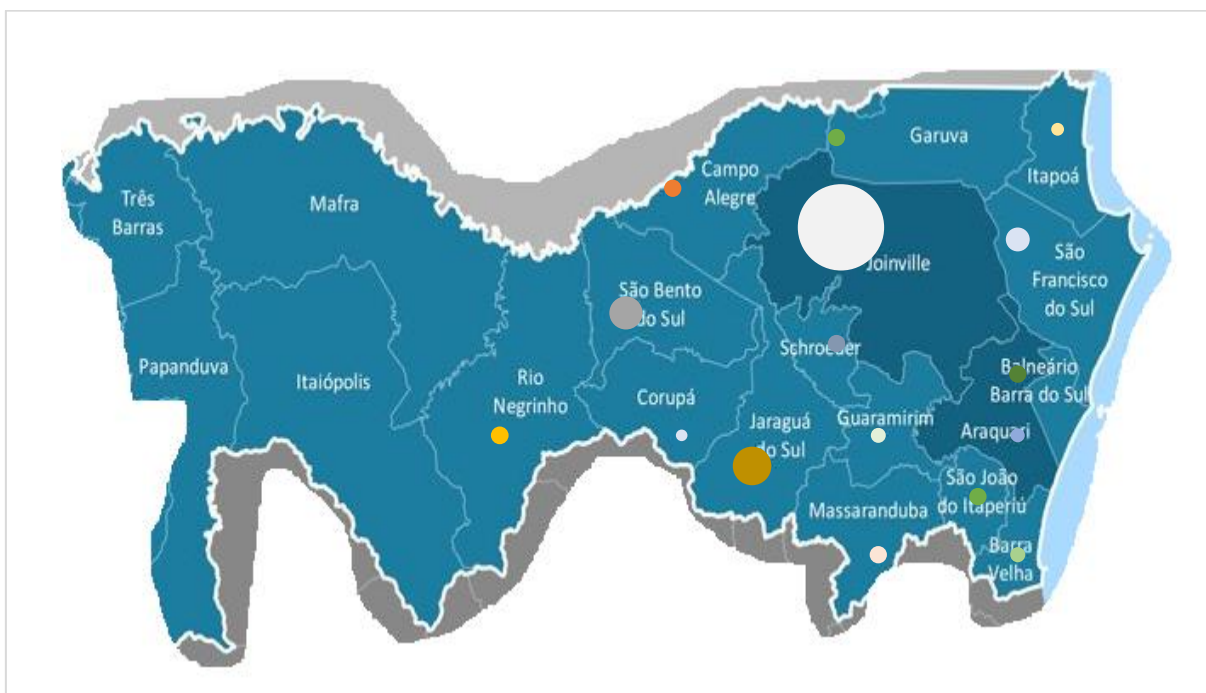 Garuva
Campo
Alegre
Itapoá
Três
Barras
Mafra
São
Francisco
do Sul
Joinville
São Bento
do Sul
Schroeder
Papanduva
Itaiópolis
Rio
Negrinho
Corupá
Balneário
Barra do Sul
Jaraguá
do Sul
Guaramirim
Araquari
São João
do Itaperiú
Massaranduba
Barra
Velha